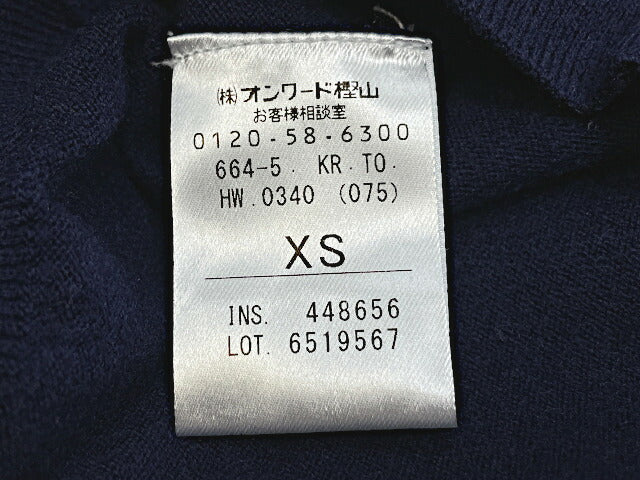 (株)オンワード樫山
お客様相談室
0120-58-6300
664-5. KR.TO.
HW.0340 (075)
XS
INS. 448656
LOT. 6519567